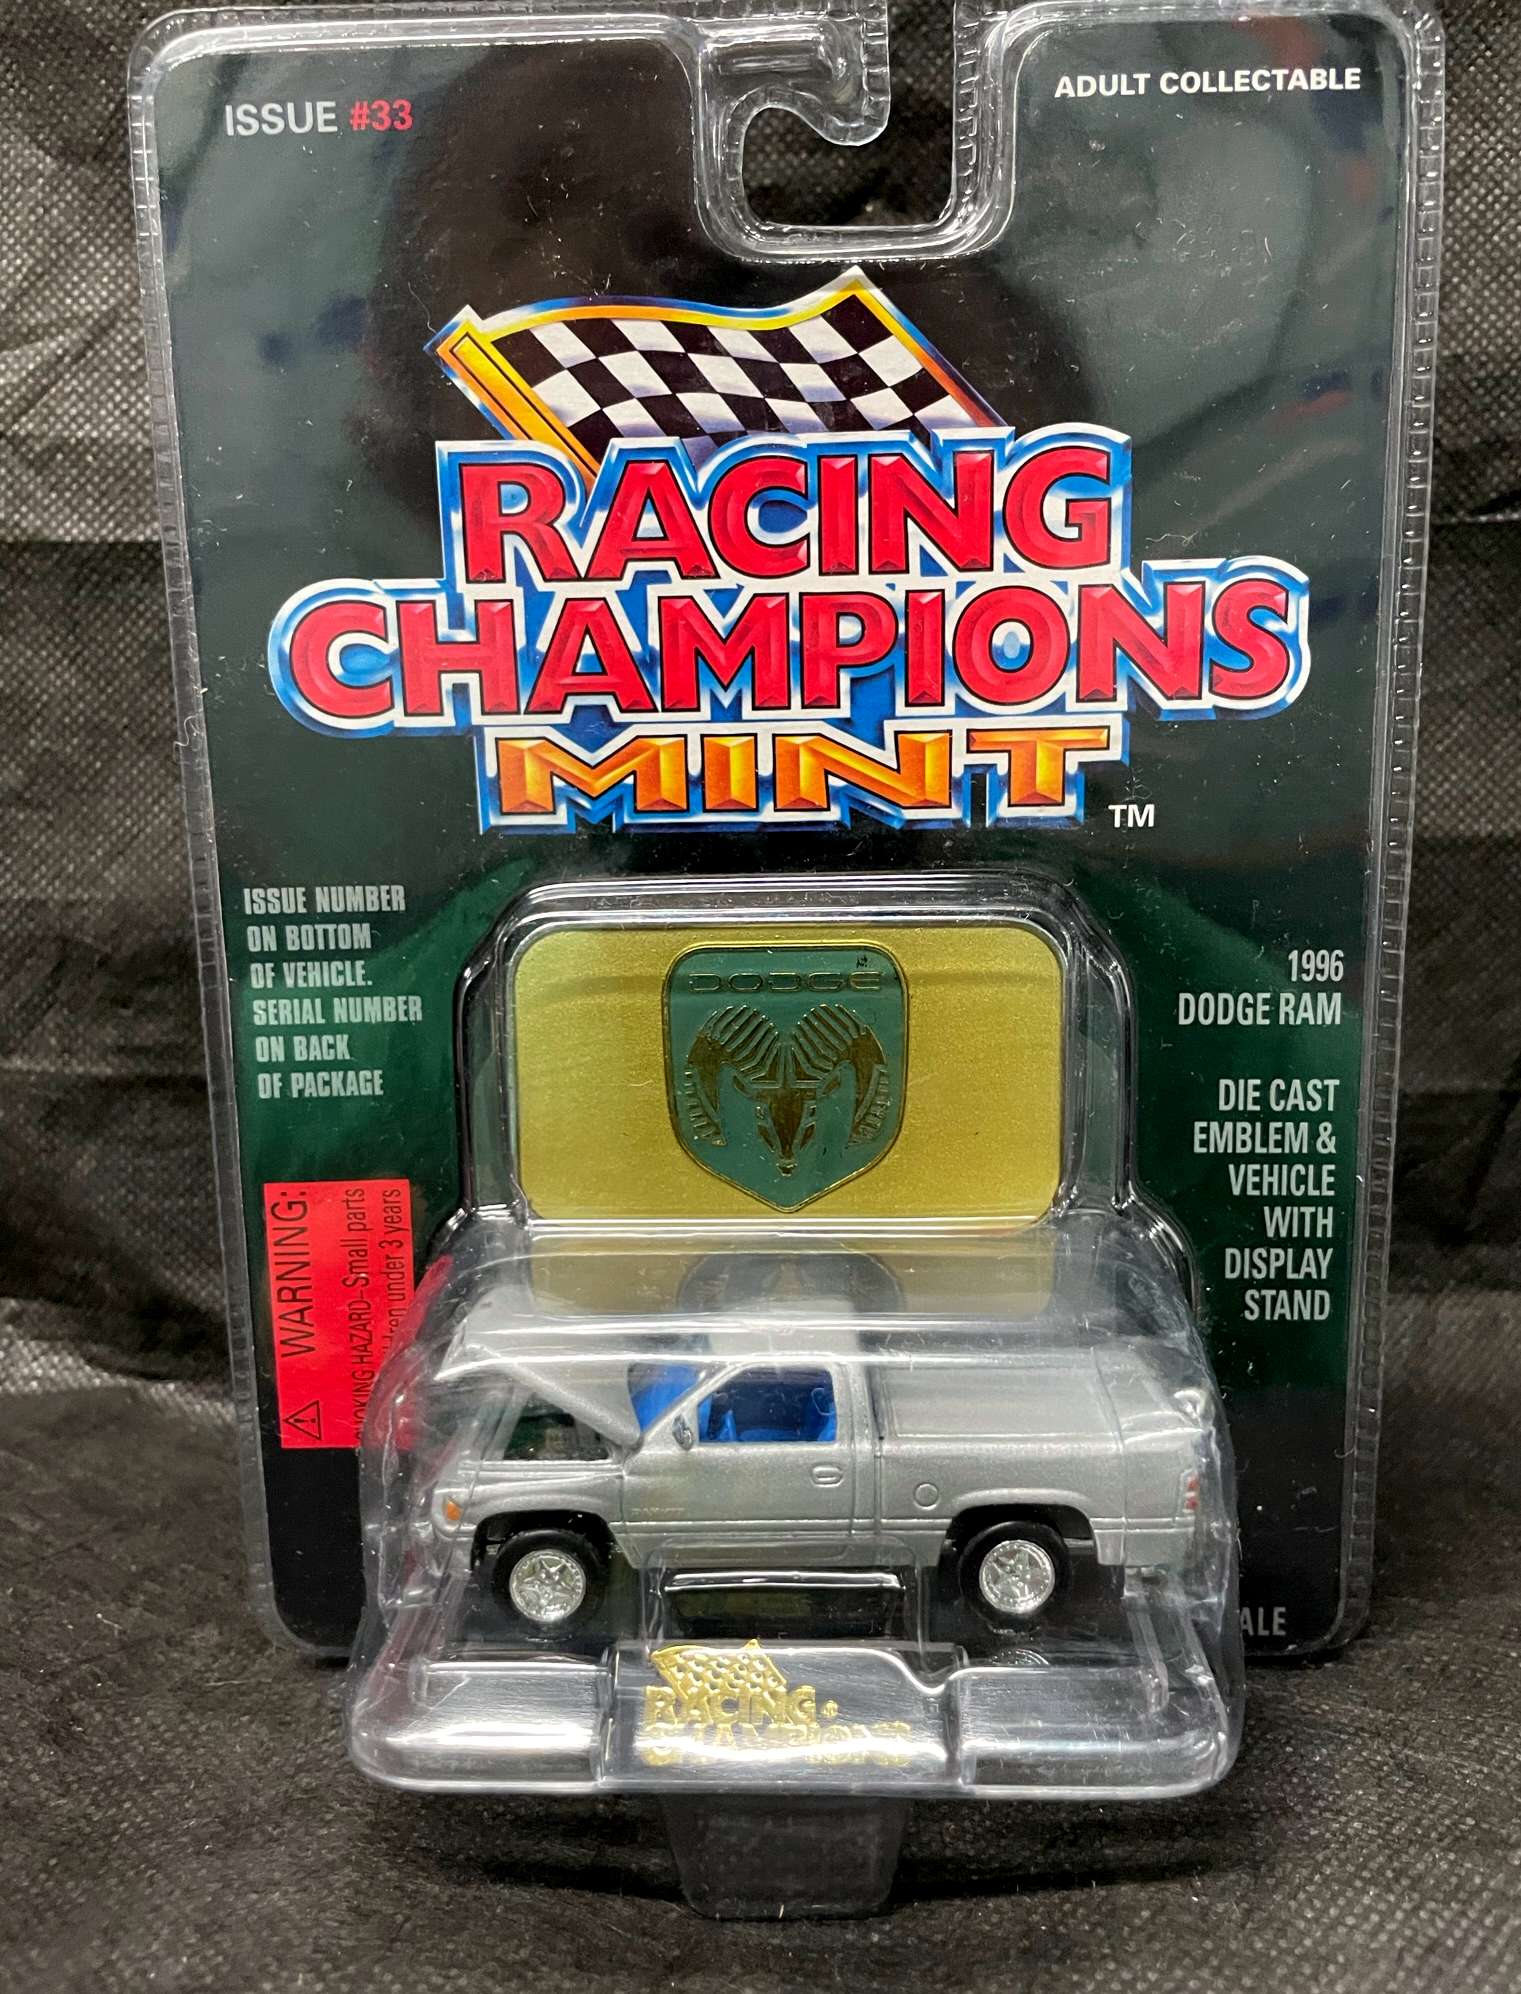 ISSUE #33
ADULT COLLECTABLE
RACING
CHAMPIONS
MINT
TM
ISSUE NUMBER
ON BOTTOM
OF VEHICLE.
SERIAL NUMBER
ON BACK
OF PACKAGE
DODGE
1996
DODGE RAM
DIE CAST
EMBLEM &
VEHICLE
WITH
DISPLAY
STAND
WARNING:
HAZARD–Small parts
under 3 years
RACING
CHAMPIONS